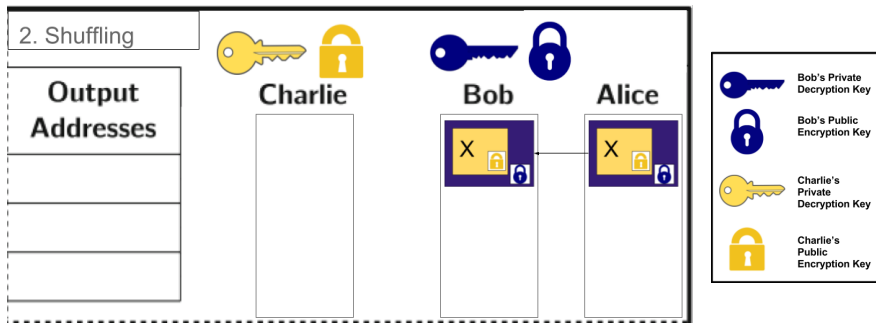 2. Shuffling
Output
Addresses
Charlie
Bob
Alice
X
X
Bob's Private
Decryption Key
Bob's Public
Encryption Key
Charlie's
Private
Decryption Key
Charlie's
Public
Encryption Key